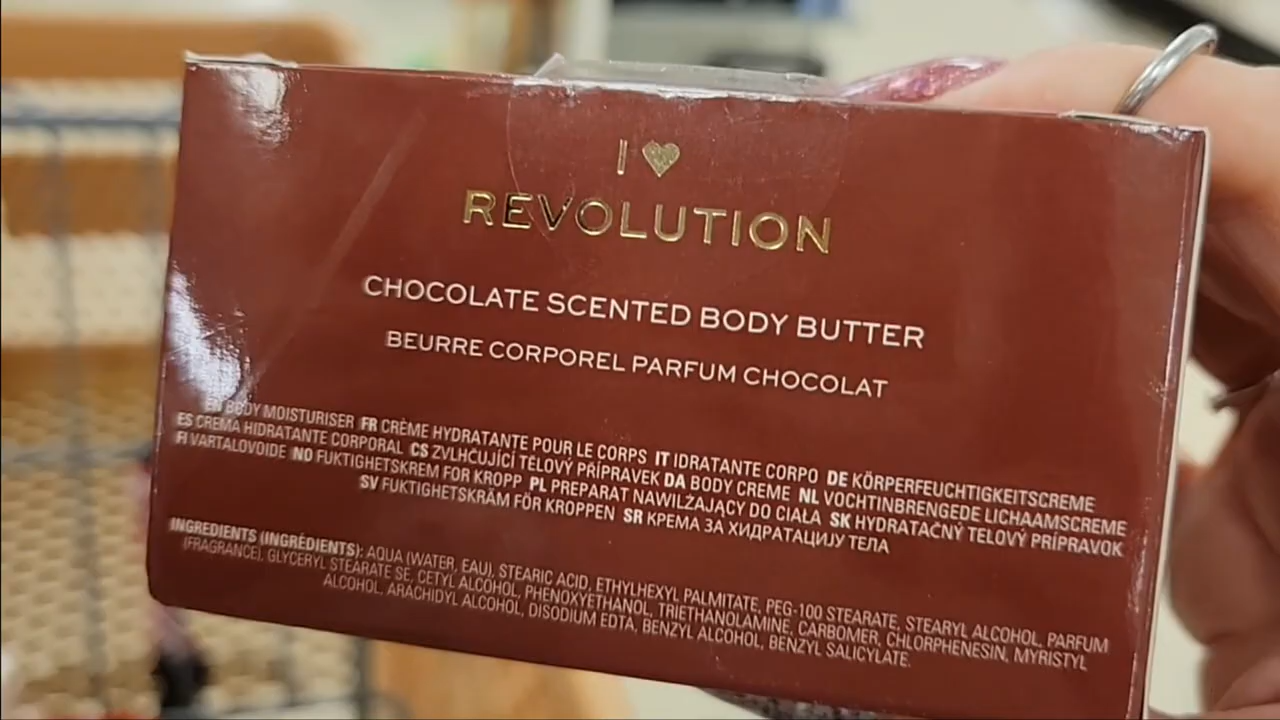 I ♥
REVOLUTION
CHOCOLATE SCENTED BODY BUTTER
BEURRE CORPOREL PARFUM CHOCOLAT
BODY MOISTURISER FR CRÈME HYDRATANTE POUR LE CORPS IT IDRATANTE CORPO DE KÖRPERFEUCHTIGKEITSCREME
ES CREMA HIDRATANTE CORPORAL CS ZVLHČUJÍCÍ TĚLOVÝ PŘÍPRAVEK DA BODY CREME NL VOCHTINBRENGEDE LICHAAMSCREME
FI VARTALOVOIDE NO FUKTIGHETSKREM FOR KROPP PL PREPARAT NAWILŻAJĄCY DO CIAŁA SK HYDRATAČNÝ TELOVÝ PRÍPRAVOK
SV FUKTIGHETSKRÄM FÖR KROPPEN SR КРЕМА ЗА ХИДРАТАЦИЈУ ТЕЛА
INGREDIENTS (INGRÉDIENTS): AQUA (WATER, EAU), STEARIC ACID, ETHYLHEXYL PALMITATE, PEG-100 STEARATE, STEARYL ALCOHOL, PARFUM
(FRAGRANCE), GLYCERYL STEARATE SE, CETYL ALCOHOL, PHENOXYETHANOL, TRIETHANOLAMINE, CARBOMER, CHLORPHENESIN, MYRISTYL
ALCOHOL, ARACHIDYL ALCOHOL, DISODIUM EDTA, BENZYL ALCOHOL, BENZYL SALICYLATE.